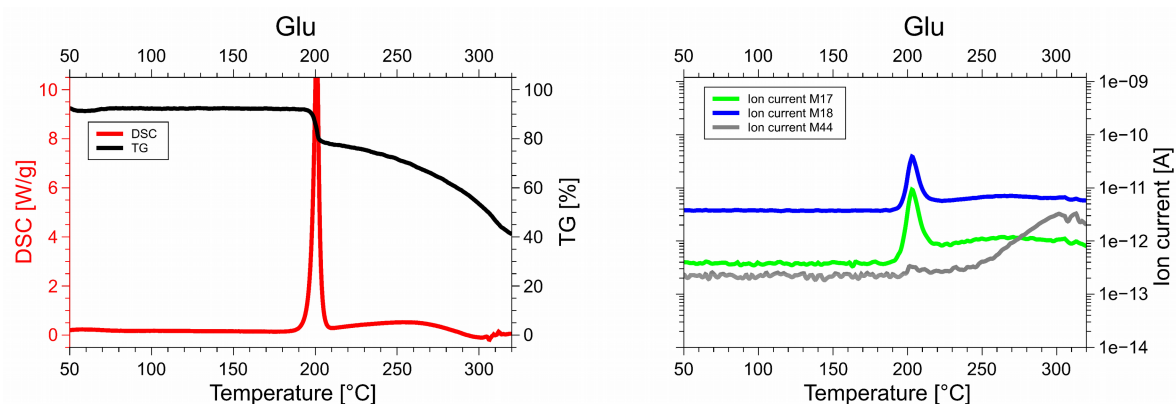 Glu
50 100 150 200 250 300
10 8 6 4 2 0
DSC [W/g]
DSC
TG
100 80 60 40 20 0
TG [%]
50 100 150 200 250 300
Temperature [°C]
Glu
50 100 150 200 250 300
Ion current M17
Ion current M18
Ion current M44
1e−09
1e−10
1e−11
1e−12
1e−13
1e−14
Ion current [A]
50 100 150 200 250 300
Temperature [°C]